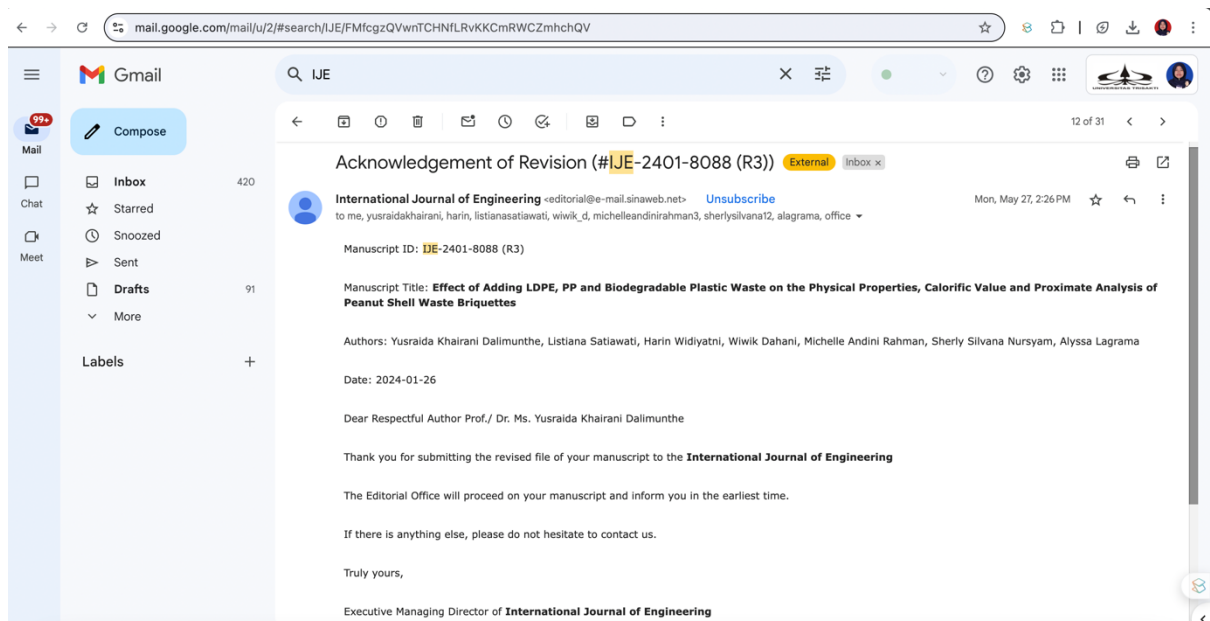 mail.google.com/mail/u/2/#search/IJE/FMfcgzQVwnTCHNfLRvKKCmRWCZmhchQV
Gmail
IJE
UNIVERSITAS TRISAKTI
99+
Mail
Chat
Meet
Compose
Inbox 420
Starred
Snoozed
Sent
Drafts 91
More
Labels +
12 of 31
Acknowledgement of Revision (#IJE-2401-8088 (R3)) External Inbox x
International Journal of Engineering <editorial@e-mail.sinaweb.net> Unsubscribe Mon, May 27, 2:26 PM
to me, yusraidakhairani, harin, listianasatiawati, wiwik_d, michelleandinirahman3, sherlysilvana12, alagrama, office
Manuscript ID: IJE-2401-8088 (R3)
Manuscript Title: Effect of Adding LDPE, PP and Biodegradable Plastic Waste on the Physical Properties, Calorific Value and Proximate Analysis of
Peanut Shell Waste Briquettes
Authors: Yusraida Khairani Dalimunthe, Listiana Satiawati, Harin Widiyatni, Wiwik Dahani, Michelle Andini Rahman, Sherly Silvana Nursyam, Alyssa Lagrama
Date: 2024-01-26
Dear Respectful Author Prof./ Dr. Ms. Yusraida Khairani Dalimunthe
Thank you for submitting the revised file of your manuscript to the International Journal of Engineering
The Editorial Office will proceed on your manuscript and inform you in the earliest time.
If there is anything else, please do not hesitate to contact us.
Truly yours,
Executive Managing Director of International Journal of Engineering